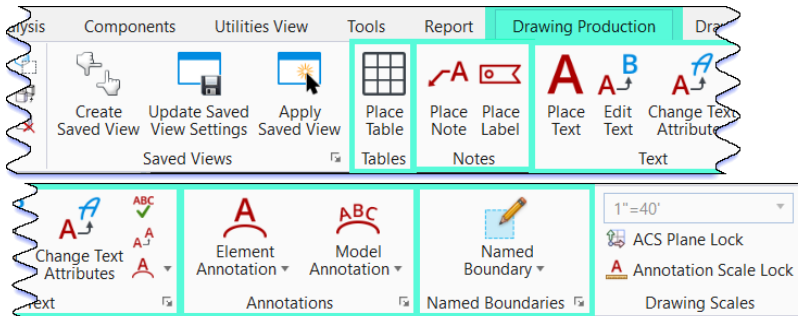 Components Utilities View Tools Report Drawing Production
Create Saved View
Update Saved View Settings
Apply Saved View
Saved Views
Place Table
Tables
A
Place Note
Place Label
Notes
A
Place Text
A B
Edit Text
A A
Change Text
Text
A A
Change Text Attributes
ABC
A A
A
Text
A
Element Annotation
ABC
Model Annotation
Annotations
Named Boundary
Named Boundaries
1"=40'
ACS Plane Lock
A Annotation Scale Lock
Drawing Scales